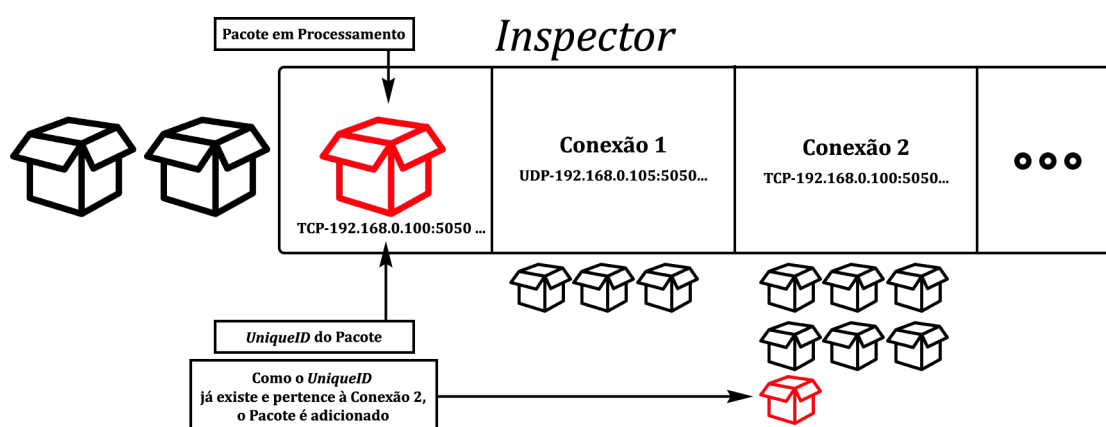 Inspector
Pacote em Processamento
Conexão 1
UDP-192.168.0.105:5050...
Conexão 2
TCP-192.168.0.100:5050...
TCP-192.168.0.100:5050 ...
UniqueID do Pacote
Como o UniqueID
já existe e pertence à Conexão 2,
o Pacote é adicionado